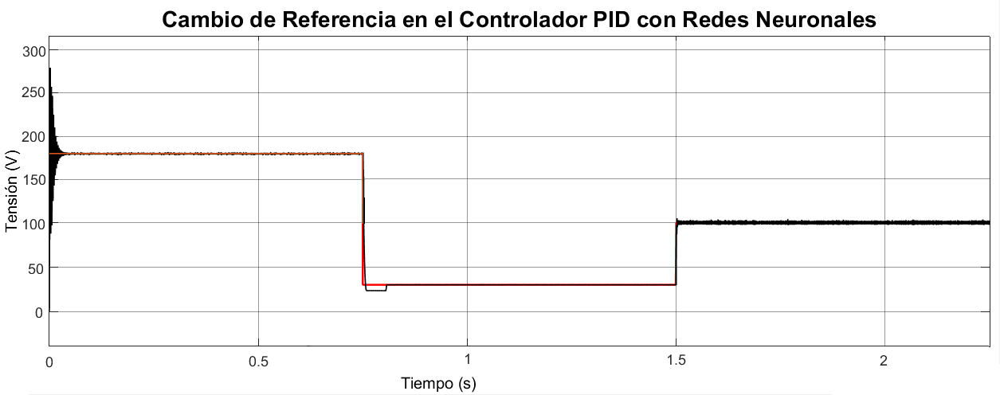 Cambio de Referencia en el Controlador PID con Redes Neuronales
300
250
200
150
100
50
0
Tensión (V)
0 0.5 1 1.5 2
Tiempo (s)